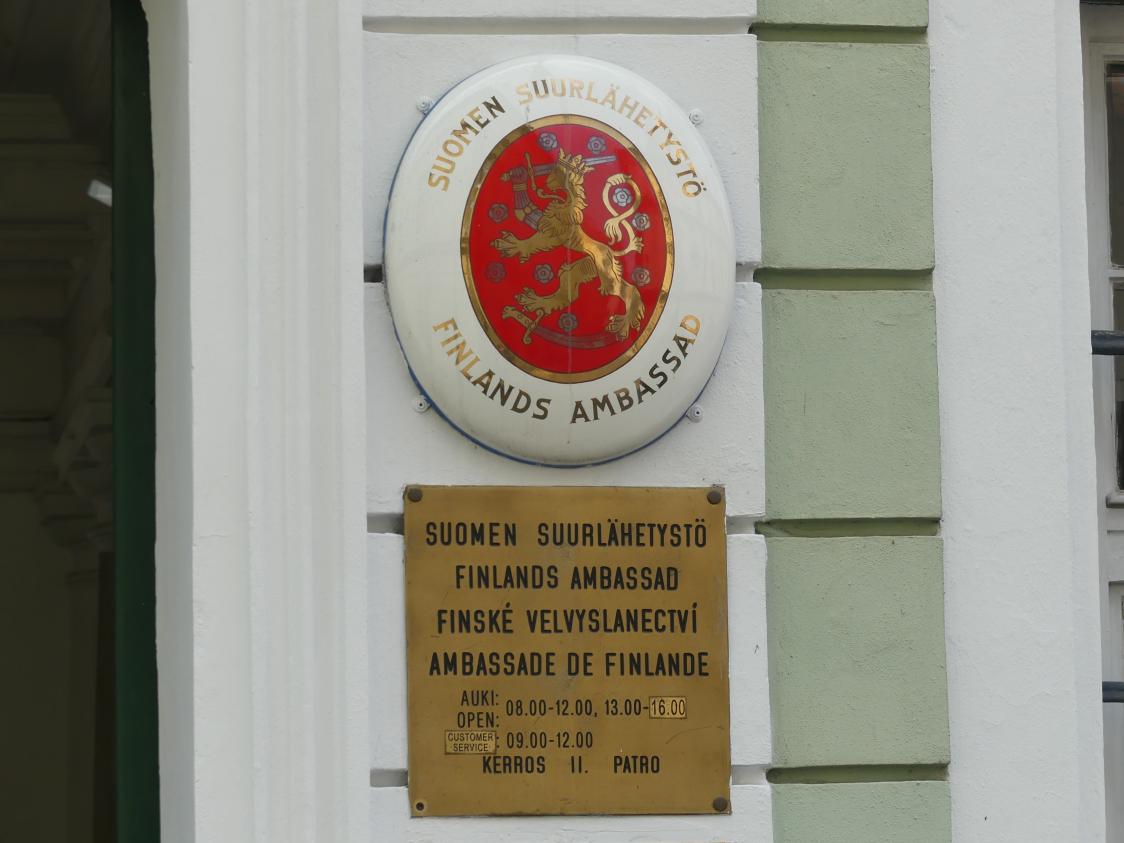 SUOMEN SUURLÄHETYSTÖ
FINLANDS AMBASSAD
SUOMEN SUURLÄHETYSTÖ
FINLANDS AMBASSAD
FINSKÉ VELVYSLANECTVÍ
AMBASSADE DE FINLANDE
AUKI:
OPEN: 08.00-12.00, 13.00-16.00
CUSTOMER
SERVICE : 09.00-12.00
KERROS II. PATRO